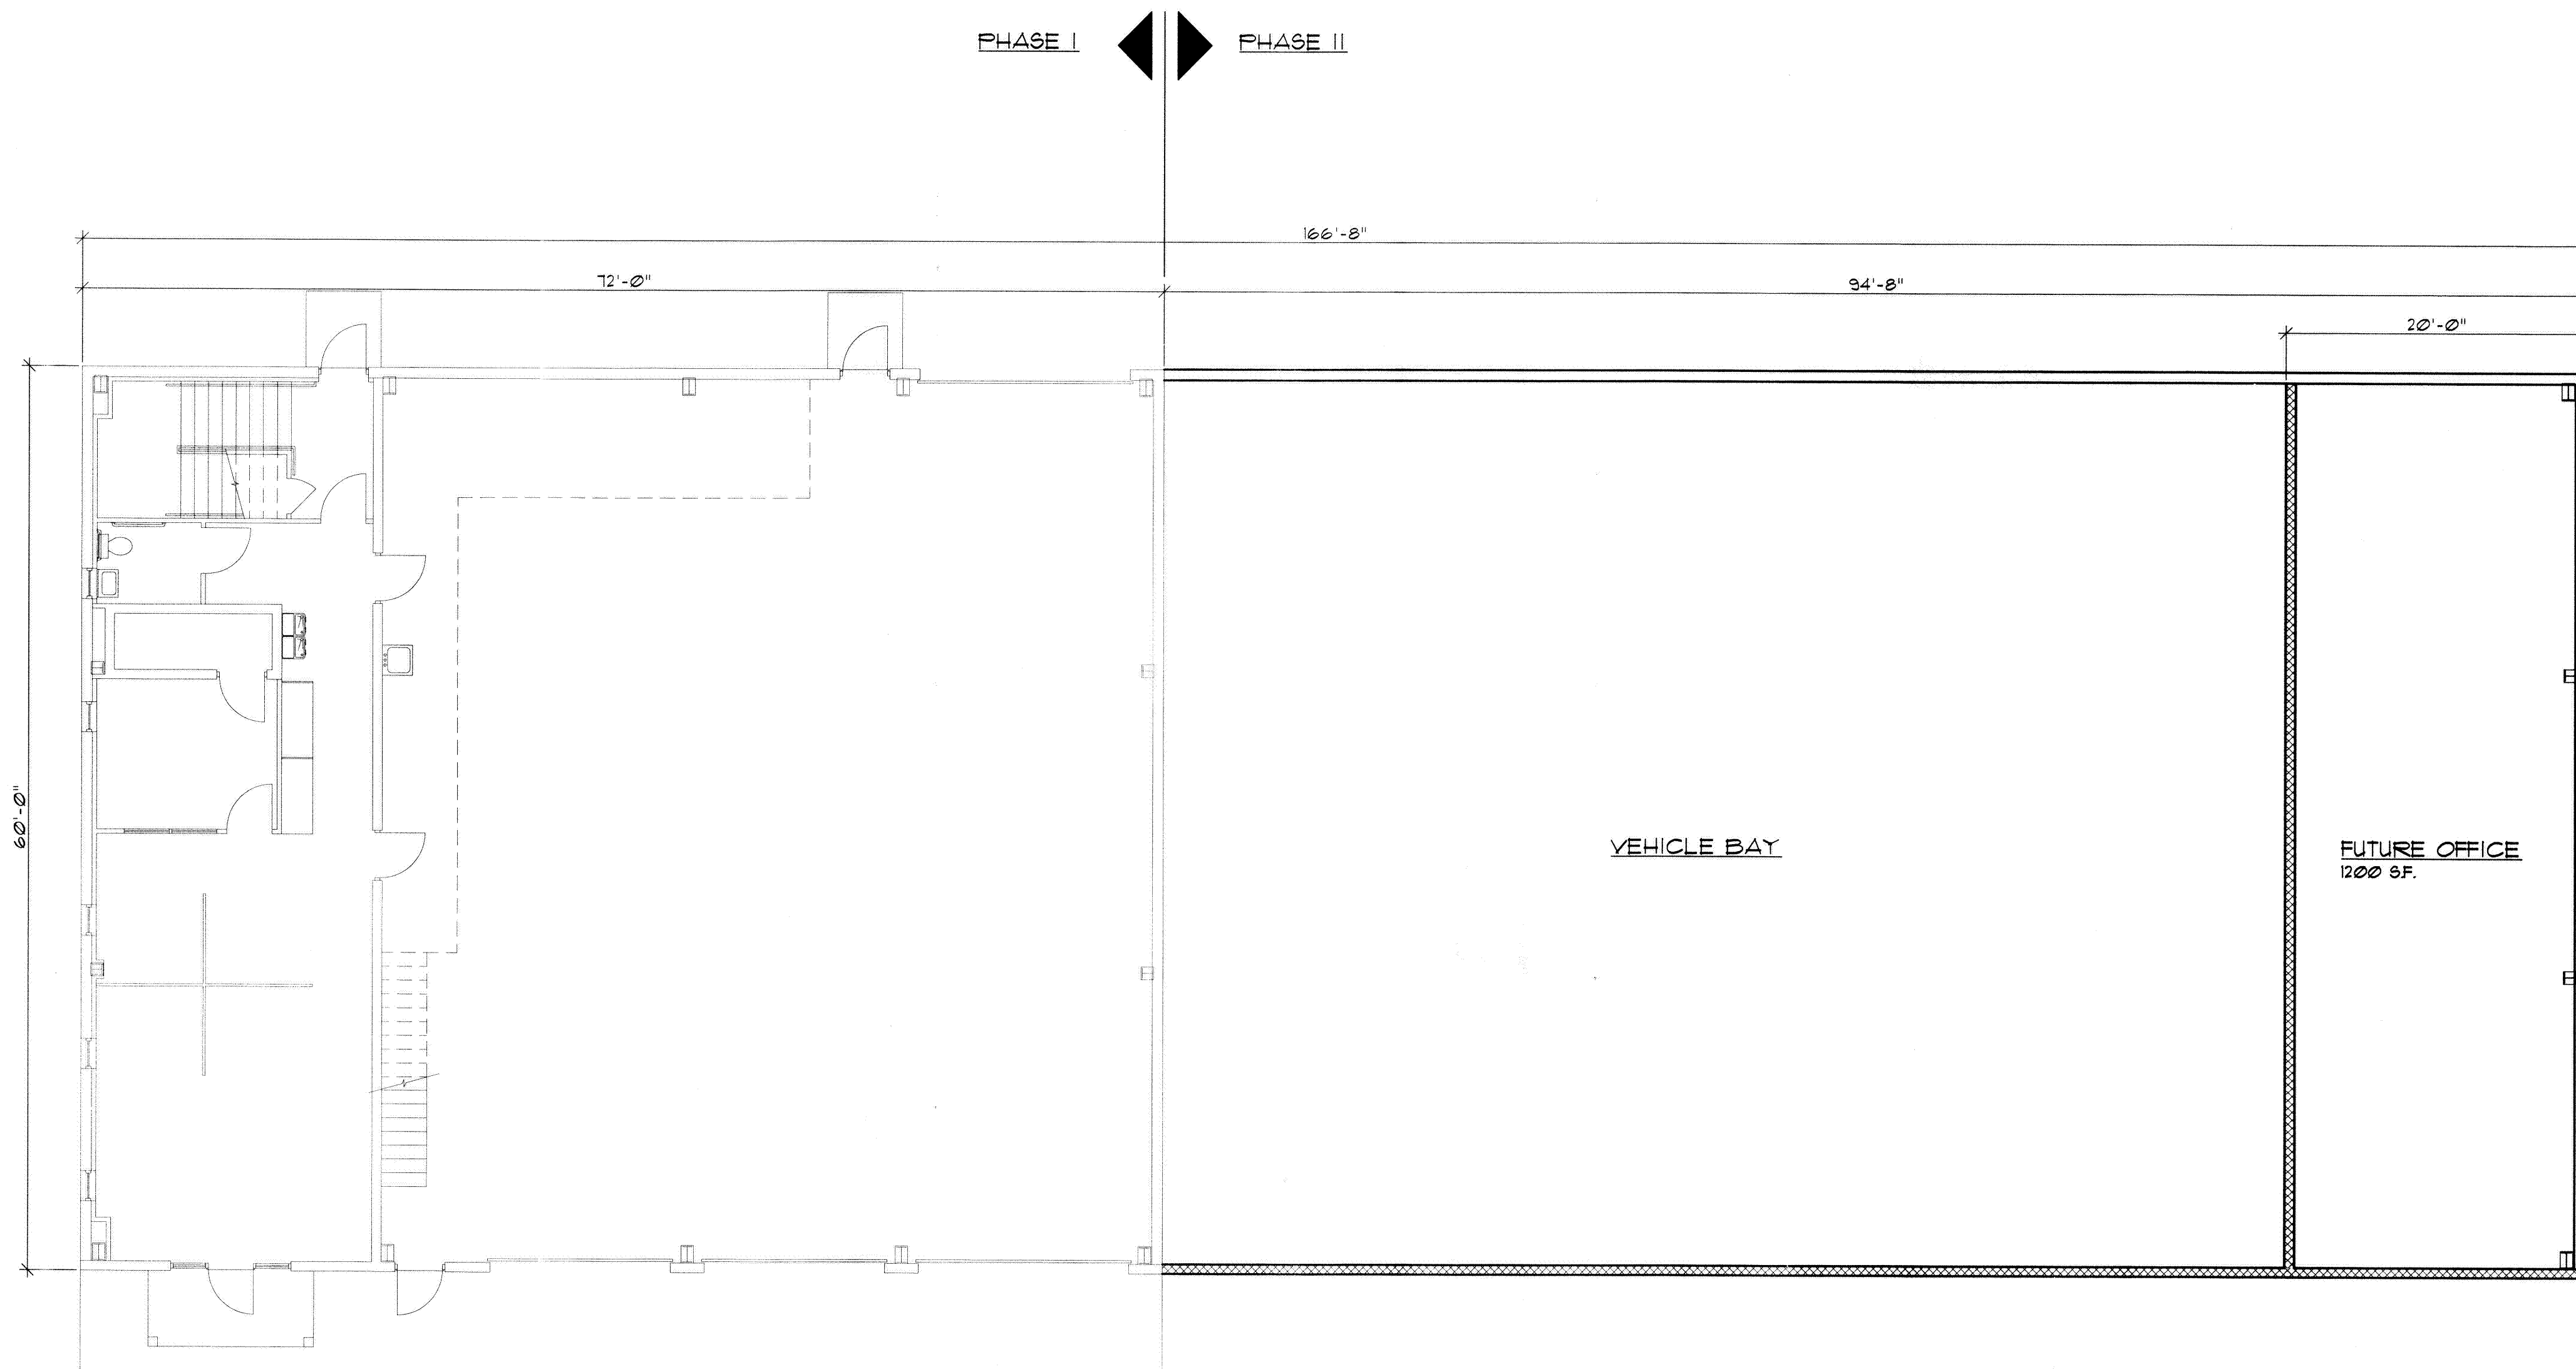 PHASE I
PHASE II
166'-8"
72'-0"
94'-8"
20'-0"
60'-0"
VEHICLE BAY
FUTURE OFFICE
1200 S.F.